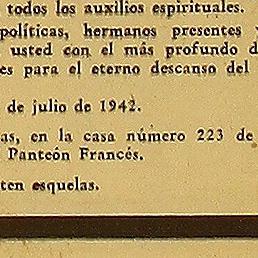 todos los auxilios espirituales.
políticas, hermanos presentes y
usted con el más profundo d
es para el eterno descanso del
de julio de 1942.
as, en la casa número 223 de
Panteón Francés.
ten esquelas.